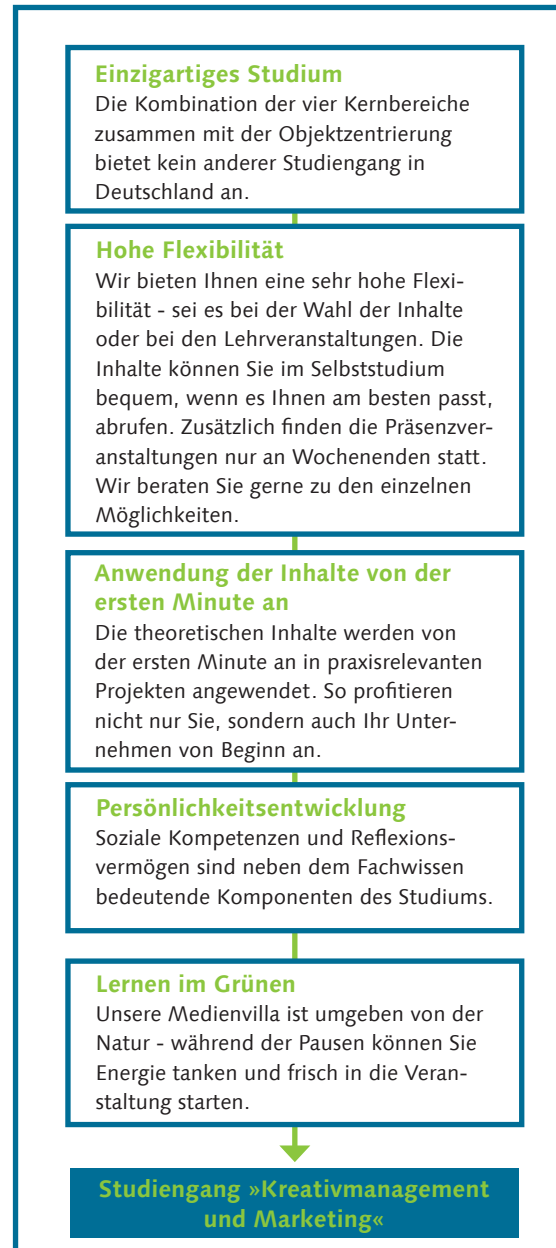 Einzigartiges Studium
Die Kombination der vier Kernbereiche
zusammen mit der Objektzentrierung
bietet kein anderer Studiengang in
Deutschland an.
Hohe Flexibilität
Wir bieten Ihnen eine sehr hohe Flexi-
bilität - sei es bei der Wahl der Inhalte
oder bei den Lehrveranstaltungen. Die
Inhalte können Sie im Selbststudium
bequem, wenn es Ihnen am besten passt,
abrufen. Zusätzlich finden die Präsenzver-
anstaltungen nur an Wochenenden statt.
Wir beraten Sie gerne zu den einzelnen
Möglichkeiten.
Anwendung der Inhalte von der
ersten Minute an
Die theoretischen Inhalte werden von
der ersten Minute an in praxisrelevanten
Projekten angewendet. So profitieren
nicht nur Sie, sondern auch Ihr Unter-
nehmen von Beginn an.
Persönlichkeitsentwicklung
Soziale Kompetenzen und Reflexions-
vermögen sind neben dem Fachwissen
bedeutende Komponenten des Studiums.
Lernen im Grünen
Unsere Medienvilla ist umgeben von der
Natur - während der Pausen können Sie
Energie tanken und frisch in die Veran-
staltung starten.
Studiengang »Kreativmanagement
und Marketing«